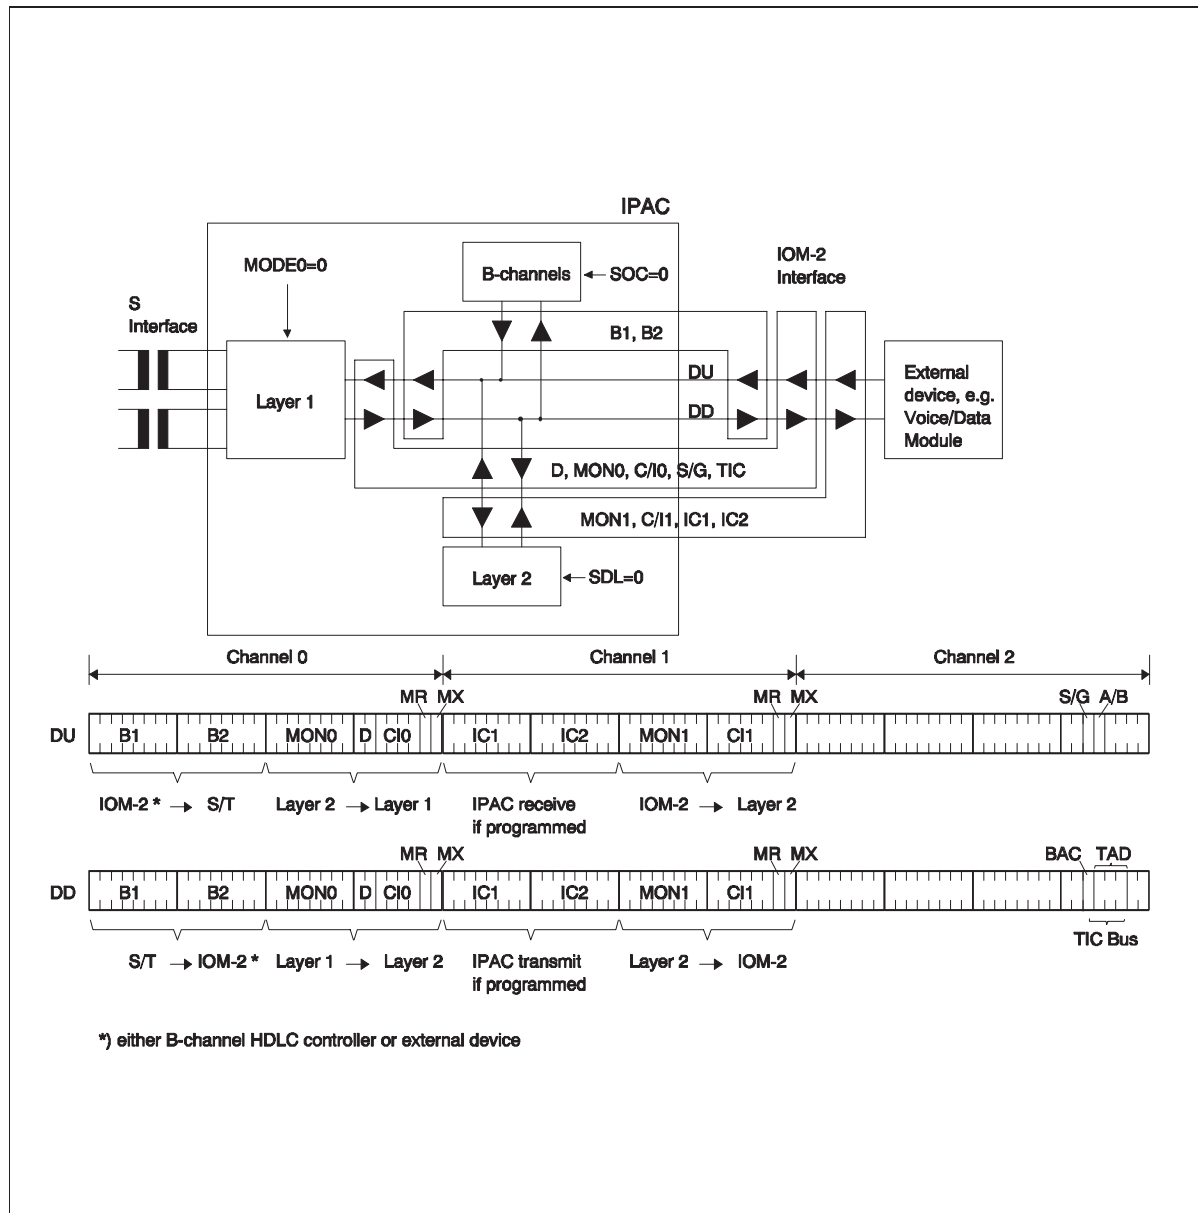 IPAC
MODE0=0
B-channels
SOC=0
IOM-2
Interface
S
Interface
B1, B2
Layer 1
DU
DD
External
device, e.g.
Voice/Data
Module
D, MON0, C/I0, S/G, TIC
MON1, C/I1, IC1, IC2
Layer 2
SDL=0
Channel 0 Channel 1 Channel 2
MR MX MR MX S/G A/B
DU B1 B2 MON0 D CI0 IC1 IC2 MON1 CI1
IOM-2 * → S/T Layer 2 → Layer 1 IPAC receive IOM-2 → Layer 2
if programmed
MR MX MR MX BAC TAD
DD B1 B2 MON0 D CI0 IC1 IC2 MON1 CI1
TIC Bus
S/T → IOM-2 * Layer 1 → Layer 2 IPAC transmit Layer 2 → IOM-2
if programmed
*) either B-channel HDLC controller or external device